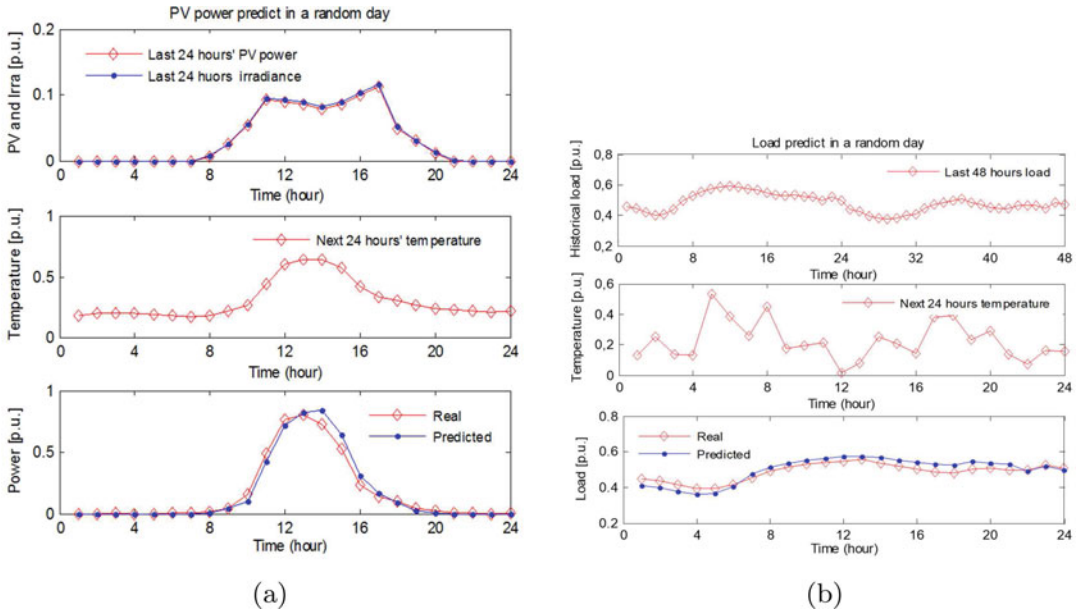 PV power predict in a random day
0.2
0.1
0
PV and Irra [p.u.]
Last 24 hours' PV power
Last 24 huors irradiance
0 4 8 12 16 20 24
Time (hour)
1
0.5
0
Temperature [p.u.]
Next 24 hours' temperature
0 4 8 12 16 20 24
Time (hour)
1
0.5
0
Power [p.u.]
Real
Predicted
0 4 8 12 16 20 24
Time (hour)
(a)
Load predict in a random day
0,8
0,6
0,4
0,2
Historical load [p.u.]
Last 48 hours load
0 8 16 24 32 40 48
Time (hour)
0,6
0,4
0,2
0
Temperature [p.u.]
Next 24 hours temperature
0 4 8 12 16 20 24
Time (hour)
0.8
0.6
0.4
0.2
Load [p.u.]
Real
Predicted
0 4 8 12 16 20 24
Time (hour)
(b)